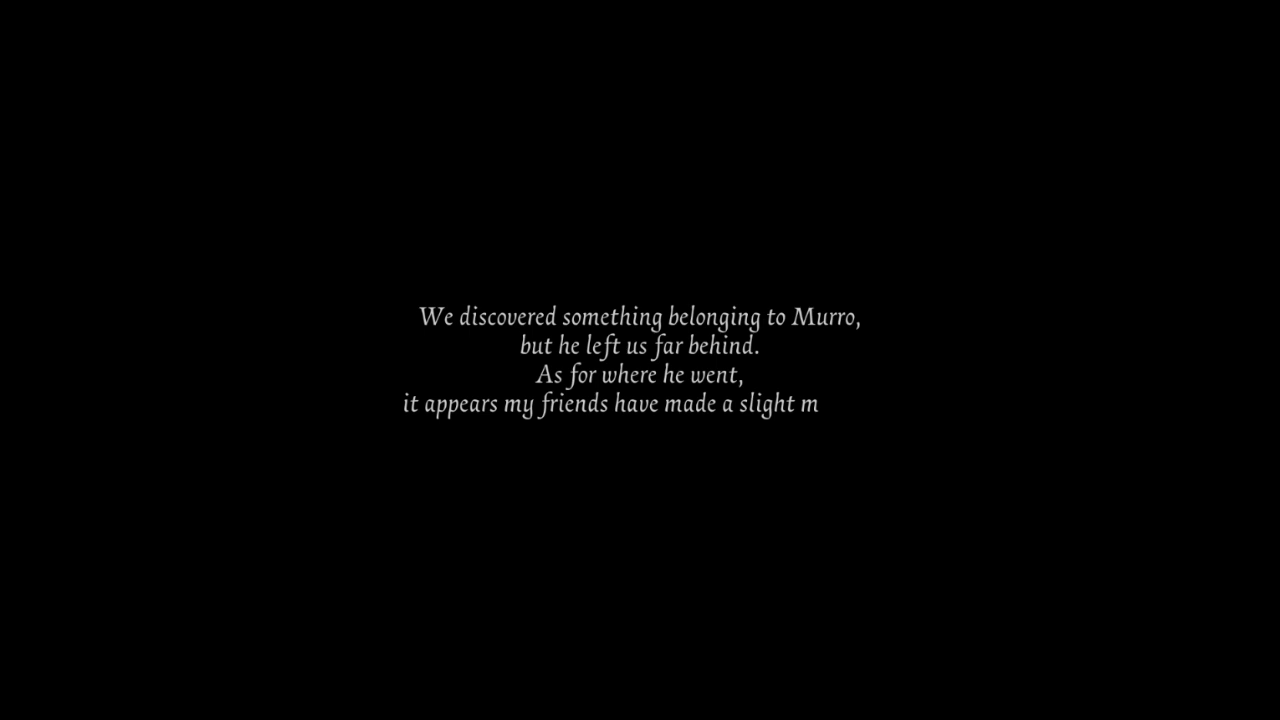 We discovered something belonging to Murro,
but he left us far behind.
As for where he went,
it appears my friends have made a slight m